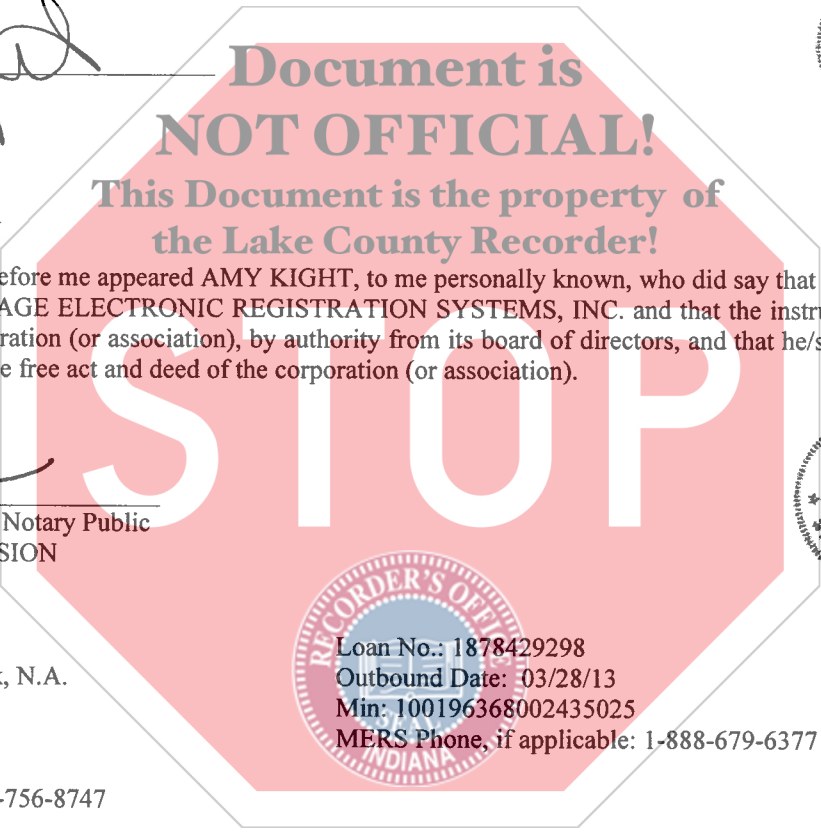 Document is
NOT OFFICIAL!
This Document is the property of
the Lake County Recorder!
efore me appeared AMY KIGHT, to me personally known, who did say that
AGE ELECTRONIC REGISTRATION SYSTEMS, INC. and that the instru
ration (or association), by authority from its board of directors, and that he/s
e free act and deed of the corporation (or association).
STOP
Notary Public
SION
RECORDER'S OFFICE
SEAL
INDIANA
Loan No.: 1878429298
, N.A.
Outbound Date: 03/28/13
Min: 100196368002435025
MERS Phone, if applicable: 1-888-679-6377
-756-8747